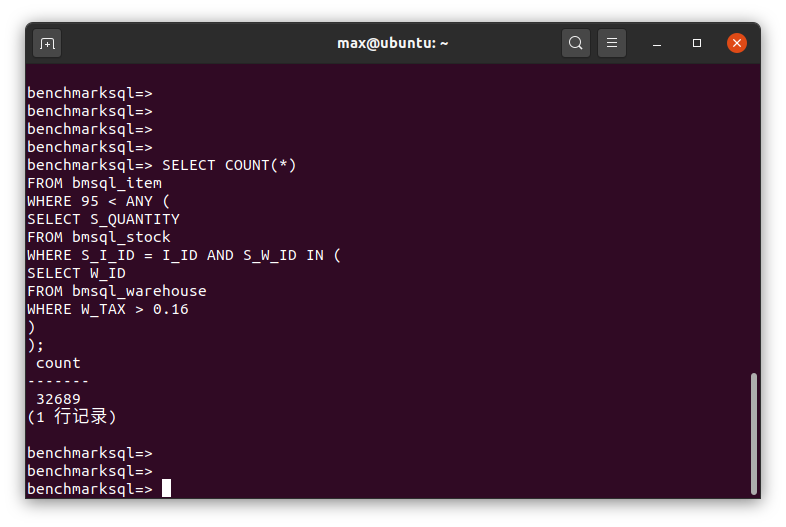 max@ubuntu: ~
benchmarksql=>
benchmarksql=>
benchmarksql=>
benchmarksql=>
benchmarksql=> SELECT COUNT(*)
FROM bmsql_item
WHERE 95 < ANY (
SELECT S_QUANTITY
FROM bmsql_stock
WHERE S_I_ID = I_ID AND S_W_ID IN (
SELECT W_ID
FROM bmsql_warehouse
WHERE W_TAX > 0.16
)
);
 count
-------
 32689
(1 行记录)
benchmarksql=>
benchmarksql=>
benchmarksql=>